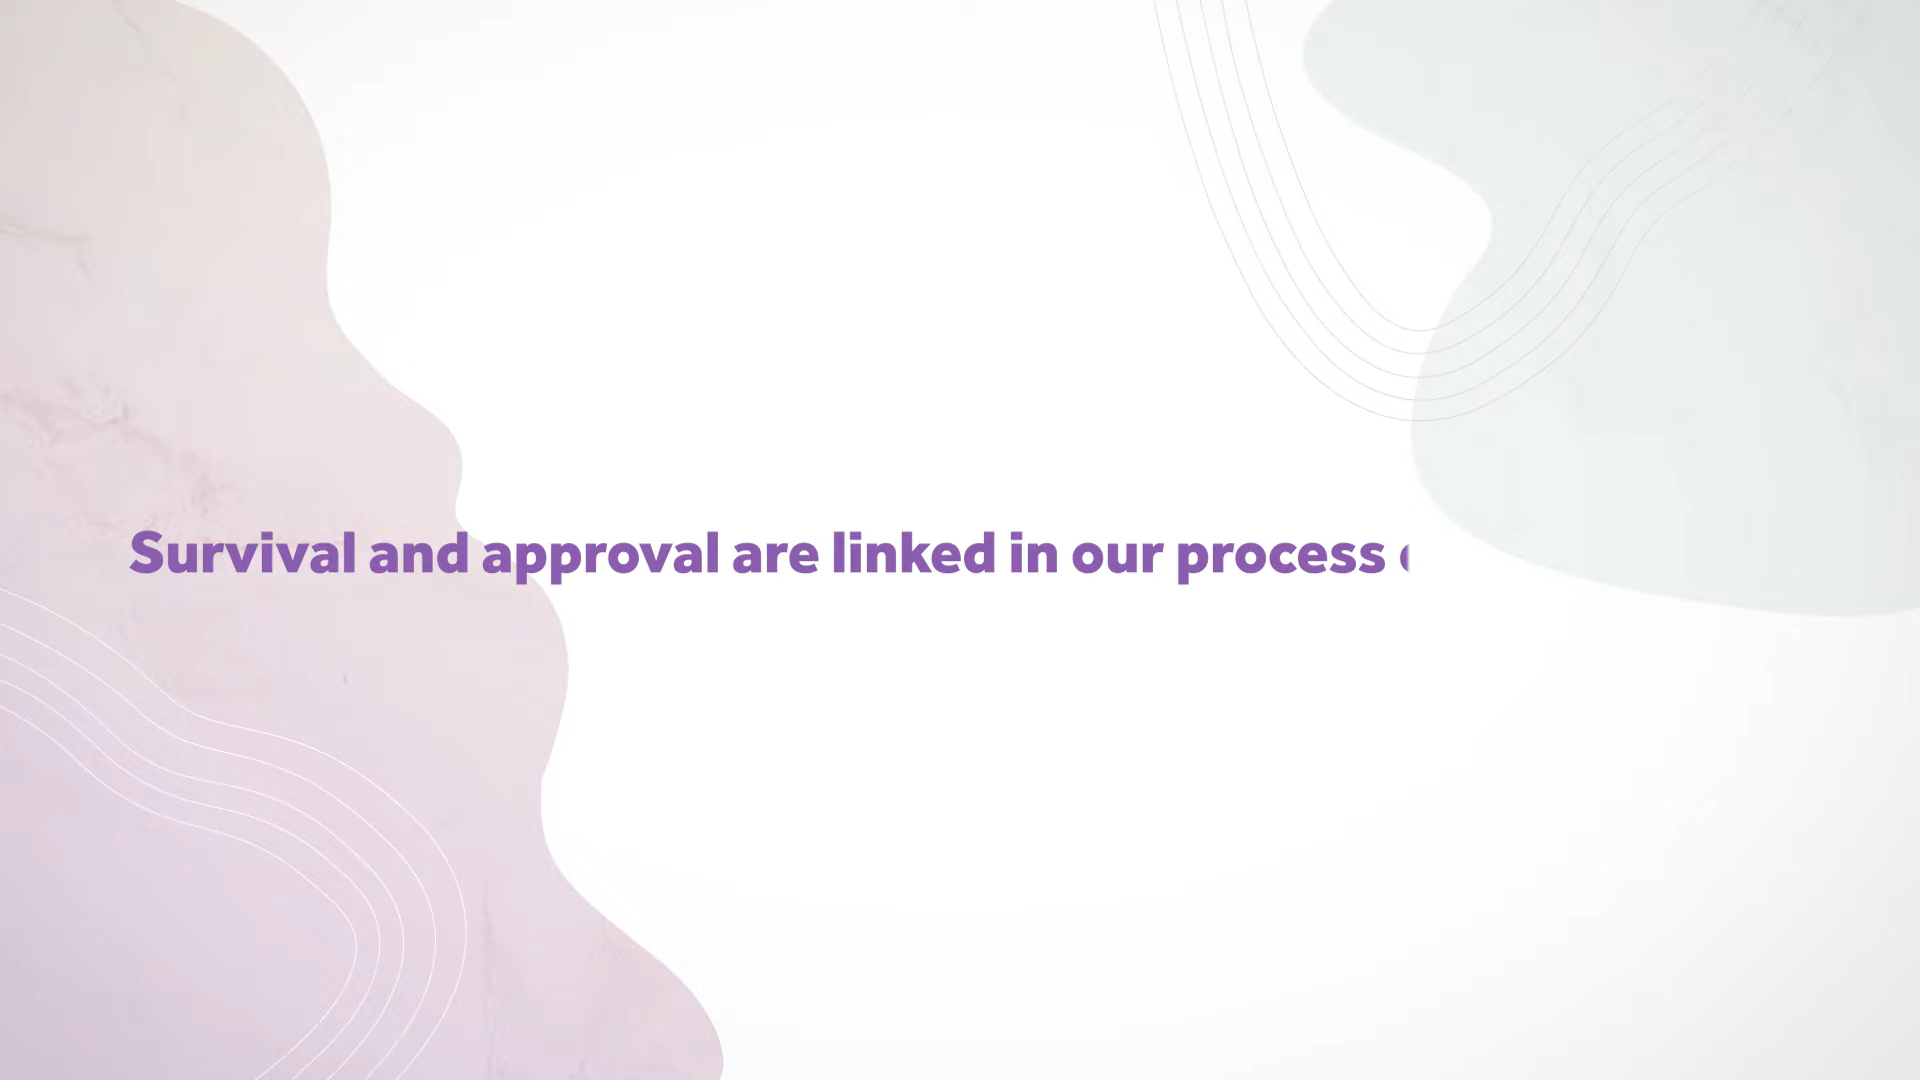 Survival and approval are linked in our process